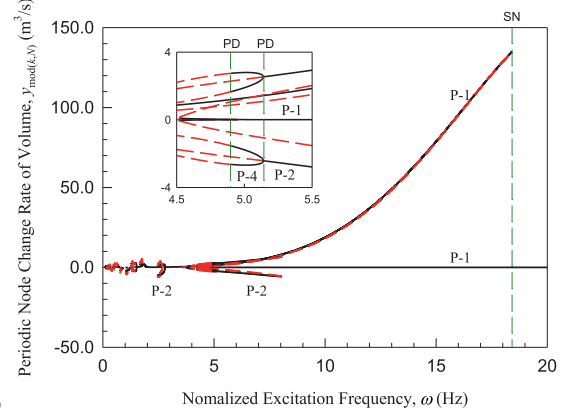 SN
150.0
100.0
50.0
0.0
-50.0
Periodic Node Change Rate of Volume, y mod(k,N) (m³/s)
PD PD
4
0
-4
P-1
P-4
P-2
4.5 5.0 5.5
P-1
P-1
P-2
P-2
0 5 10 15 20
Nomalized Excitation Frequency, ω (Hz)